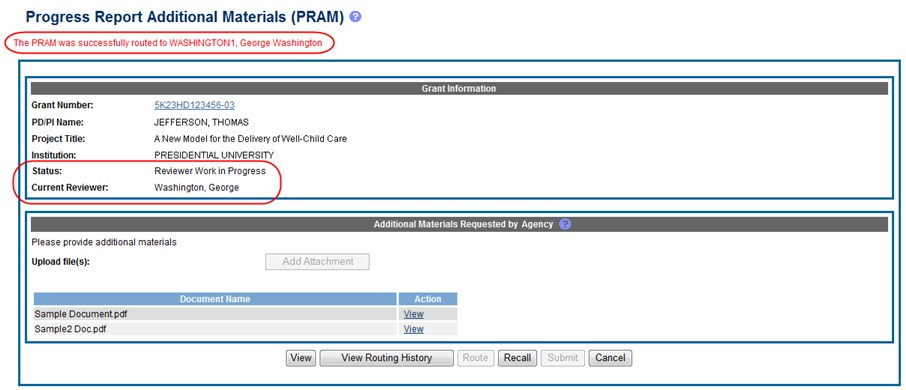 Progress Report Additional Materials (PRAM) ?
The PRAM was successfully routed to WASHINGTON1, George Washington
Grant Information
Grant Number: 5K23HD123456-03
PD/PI Name: JEFFERSON, THOMAS
Project Title: A New Model for the Delivery of Well-Child Care
Institution: PRESIDENTIAL UNIVERSITY
Status: Reviewer Work in Progress
Current Reviewer: Washington, George
Additional Materials Requested by Agency ?
Please provide additional materials
Upload file(s): Add Attachment
Document Name Action
Sample Document.pdf View
Sample2 Doc.pdf View
View View Routing History Route Recall Submit Cancel